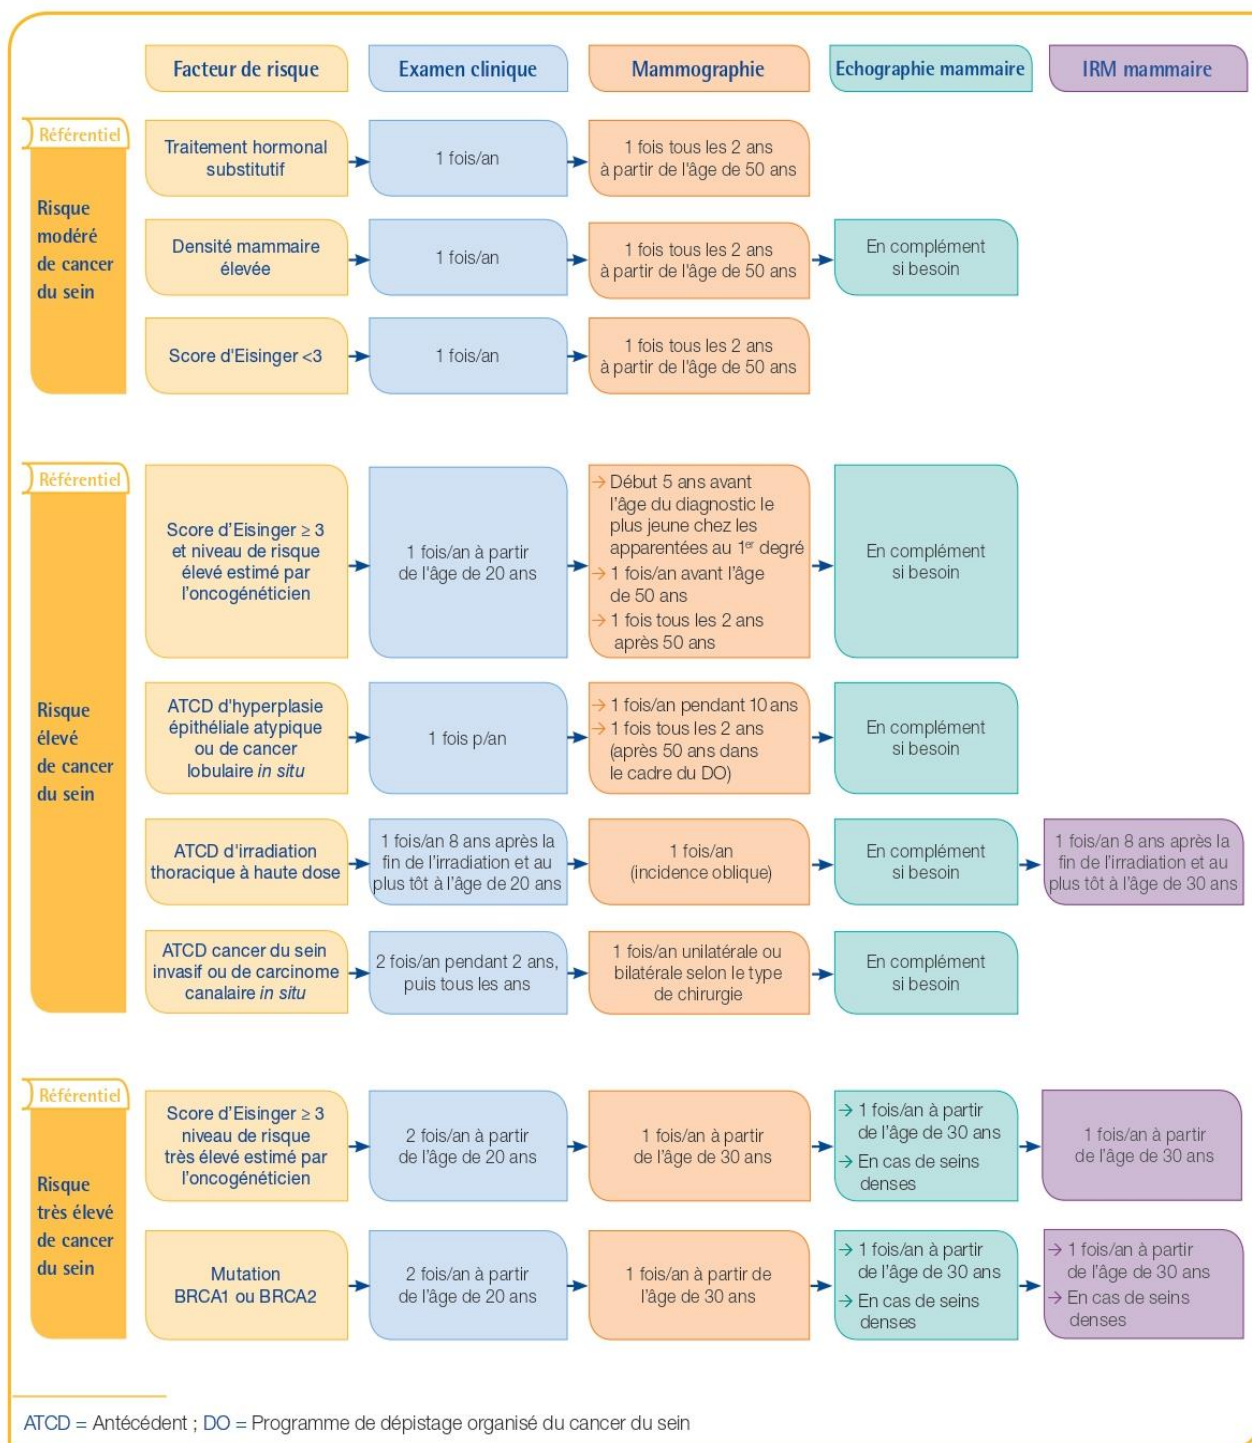 Facteur de risque
Examen clinique
Mammographie
Echographie mammaire
IRM mammaire
Référentiel
Risque
modéré
de cancer
du sein
Traitement hormonal
substitutif
1 fois/an
1 fois tous les 2 ans
à partir de l'âge de 50 ans
Densité mammaire
élevée
1 fois/an
1 fois tous les 2 ans
à partir de l'âge de 50 ans
En complément
si besoin
Score d'Eisinger <3
1 fois/an
1 fois tous les 2 ans
à partir de l'âge de 50 ans
Référentiel
Risque
élevé
de cancer
du sein
Score d'Eisinger ≥ 3
et niveau de risque
élevé estimé par
l'oncogénéticien
1 fois/an à partir
de l'âge de 20 ans
→ Début 5 ans avant
l'âge du diagnostic le
plus jeune chez les
apparentées au 1er degré
→ 1 fois/an avant l'âge
de 50 ans
→ 1 fois tous les 2 ans
après 50 ans
En complément
si besoin
ATCD d'hyperplasie
épithéliale atypique
ou de cancer
lobulaire in situ
1 fois p/an
→ 1 fois/an pendant 10 ans
→ 1 fois tous les 2 ans
(après 50 ans dans
le cadre du DO)
En complément
si besoin
ATCD d'irradiation
thoracique à haute dose
1 fois/an 8 ans après la
fin de l'irradiation et au
plus tôt à l'âge de 20 ans
1 fois/an
(incidence oblique)
En complément
si besoin
1 fois/an 8 ans après la
fin de l'irradiation et au
plus tôt à l'âge de 30 ans
ATCD cancer du sein
invasif ou de carcinome
canalaire in situ
2 fois/an pendant 2 ans,
puis tous les ans
1 fois/an unilatérale ou
bilatérale selon le type
de chirurgie
En complément
si besoin
Référentiel
Risque
très élevé
de cancer
du sein
Score d'Eisinger ≥ 3
niveau de risque
très élevé estimé par
l'oncogénéticien
2 fois/an à partir
de l'âge de 20 ans
1 fois/an à partir
de l'âge de 30 ans
→ 1 fois/an à partir
de l'âge de 30 ans
→ En cas de seins
denses
1 fois/an à partir
de l'âge de 30 ans
Mutation
BRCA1 ou BRCA2
2 fois/an à partir
de l'âge de 20 ans
1 fois/an à partir de
l'âge de 30 ans
→ 1 fois/an à partir
de l'âge de 30 ans
→ En cas de seins
denses
→ 1 fois/an à partir
de l'âge de 30 ans
→ En cas de seins
denses
ATCD = Antécédent ; DO = Programme de dépistage organisé du cancer du sein